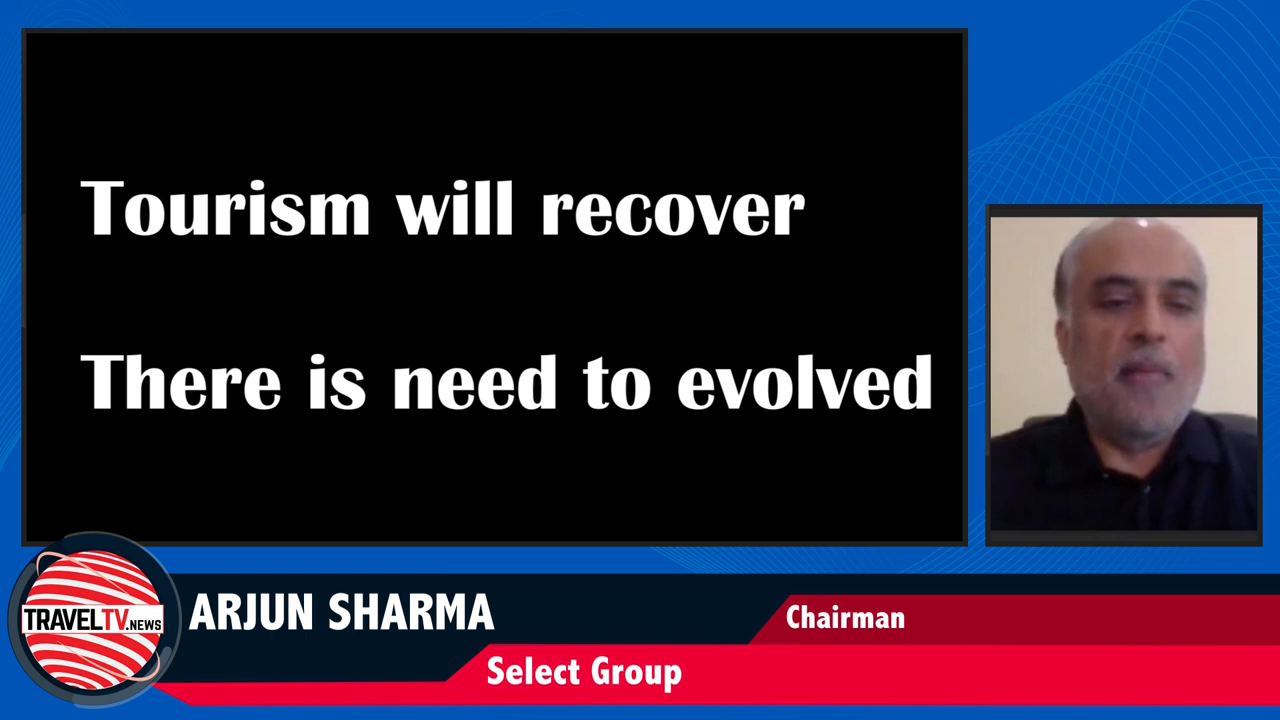 Tourism will recover
There is need to evolved
TRAVELTV.NEWS
ARJUN SHARMA
Chairman
Select Group